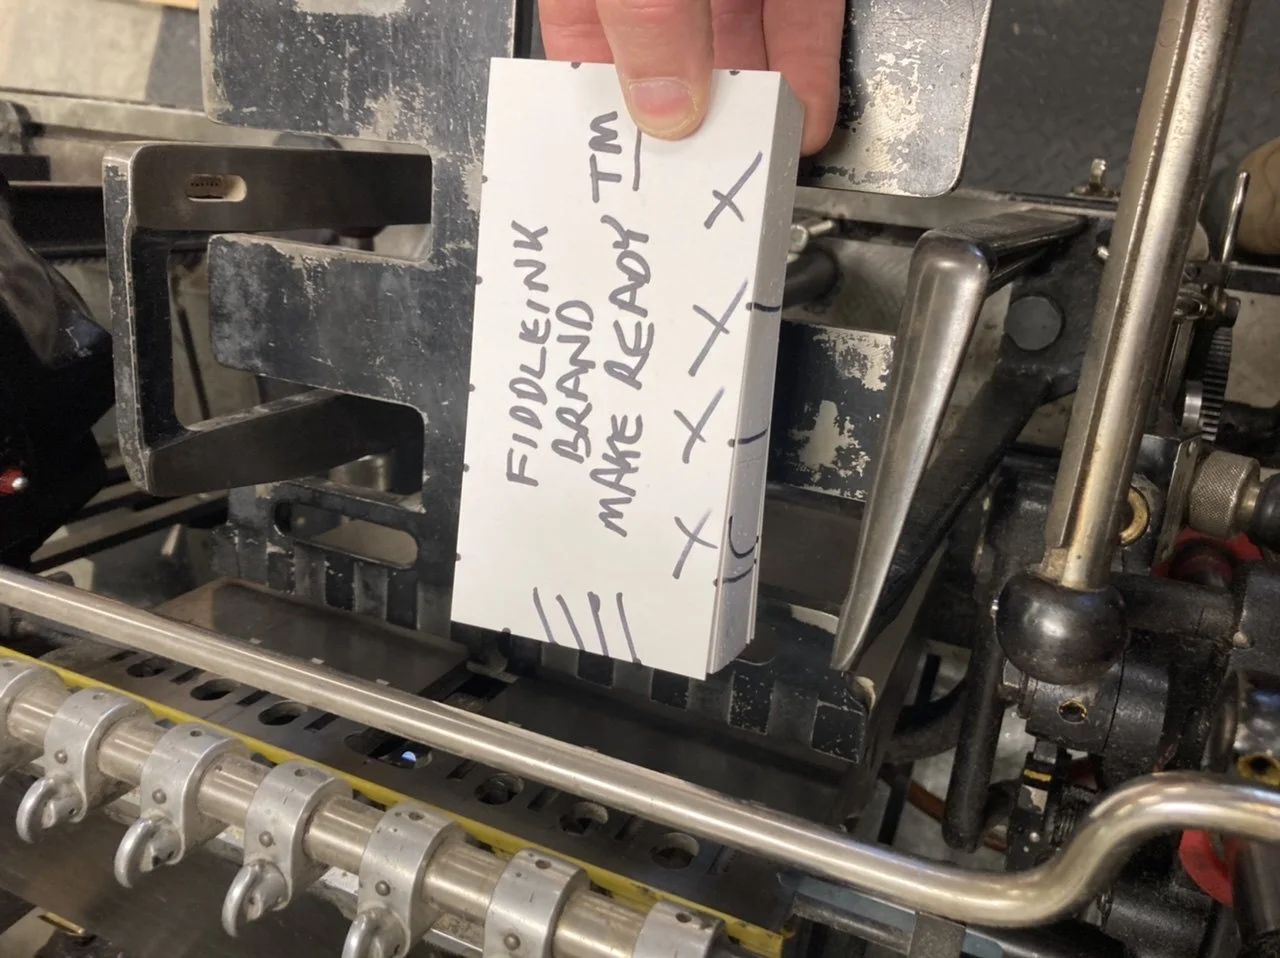 FIDDLEINK
BRAND
MAKE READY TM
X X X X